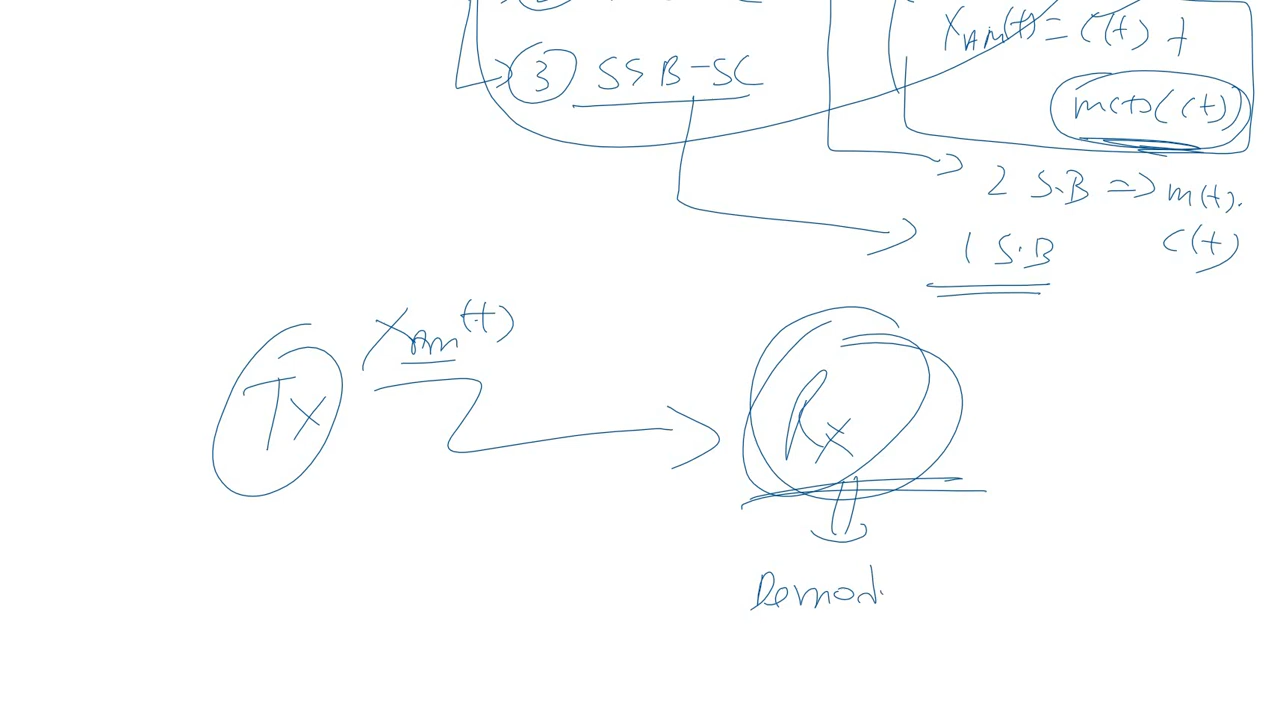 X_AM(t) = c(t) +
③ SSB-SC
m(t)c(t)
2 S.B => m(t).
c(t)
1 S.B
X_AM(t)
Tx
Rx
Demod.